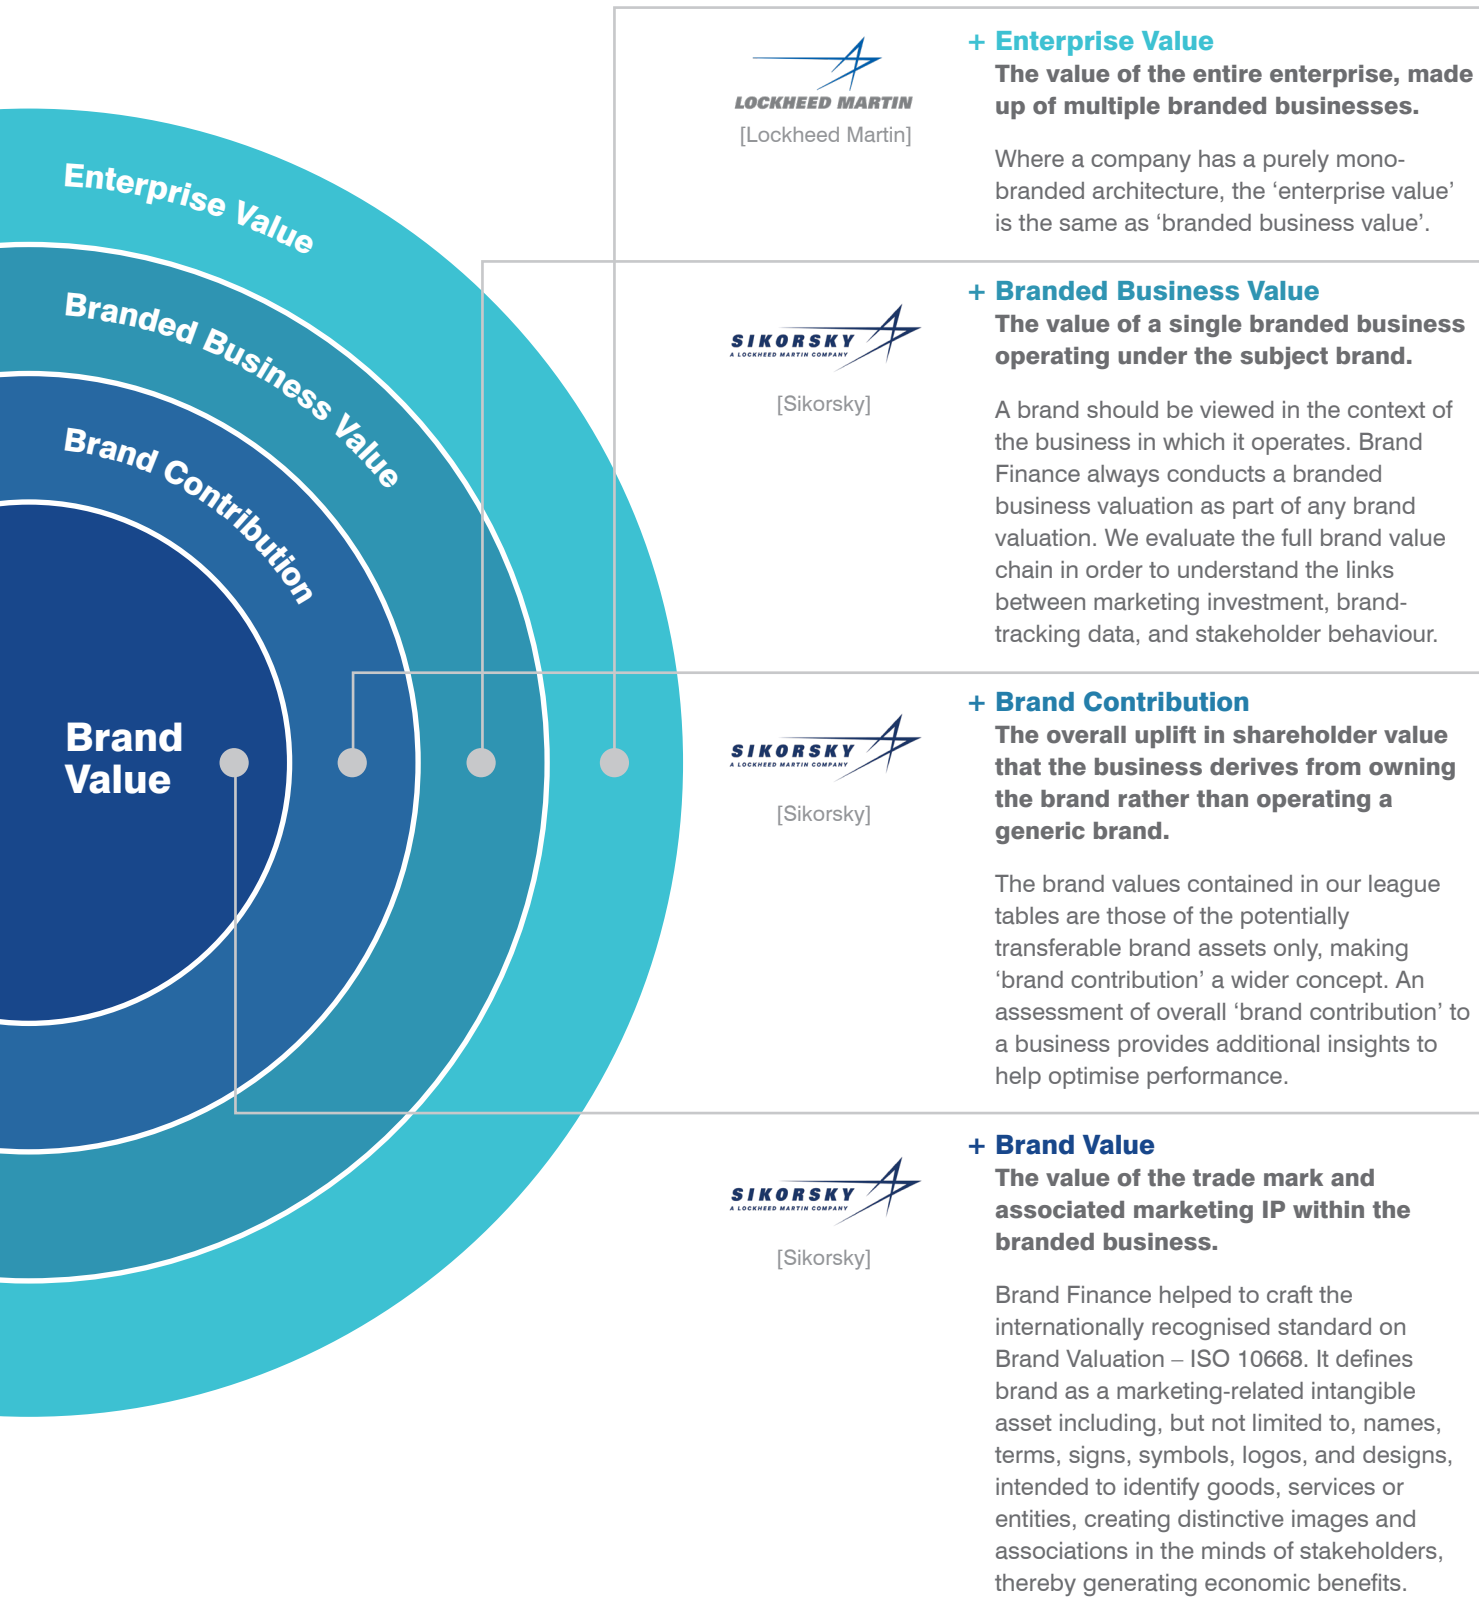 Enterprise Value
Branded Business Value
Brand Contribution
Brand
Value
LOCKHEED MARTIN
[Lockheed Martin]
+ Enterprise Value
The value of the entire enterprise, made
up of multiple branded businesses.
Where a company has a purely mono-
branded architecture, the ‘enterprise value’
is the same as ‘branded business value’.
SIKORSKY
A LOCKHEED MARTIN COMPANY
[Sikorsky]
+ Branded Business Value
The value of a single branded business
operating under the subject brand.
A brand should be viewed in the context of
the business in which it operates. Brand
Finance always conducts a branded
business valuation as part of any brand
valuation. We evaluate the full brand value
chain in order to understand the links
between marketing investment, brand-
tracking data, and stakeholder behaviour.
SIKORSKY
A LOCKHEED MARTIN COMPANY
[Sikorsky]
+ Brand Contribution
The overall uplift in shareholder value
that the business derives from owning
the brand rather than operating a
generic brand.
The brand values contained in our league
tables are those of the potentially
transferable brand assets only, making
‘brand contribution’ a wider concept. An
assessment of overall ‘brand contribution’ to
a business provides additional insights to
help optimise performance.
SIKORSKY
A LOCKHEED MARTIN COMPANY
[Sikorsky]
+ Brand Value
The value of the trade mark and
associated marketing IP within the
branded business.
Brand Finance helped to craft the
internationally recognised standard on
Brand Valuation – ISO 10668. It defines
brand as a marketing-related intangible
asset including, but not limited to, names,
terms, signs, symbols, logos, and designs,
intended to identify goods, services or
entities, creating distinctive images and
associations in the minds of stakeholders,
thereby generating economic benefits.